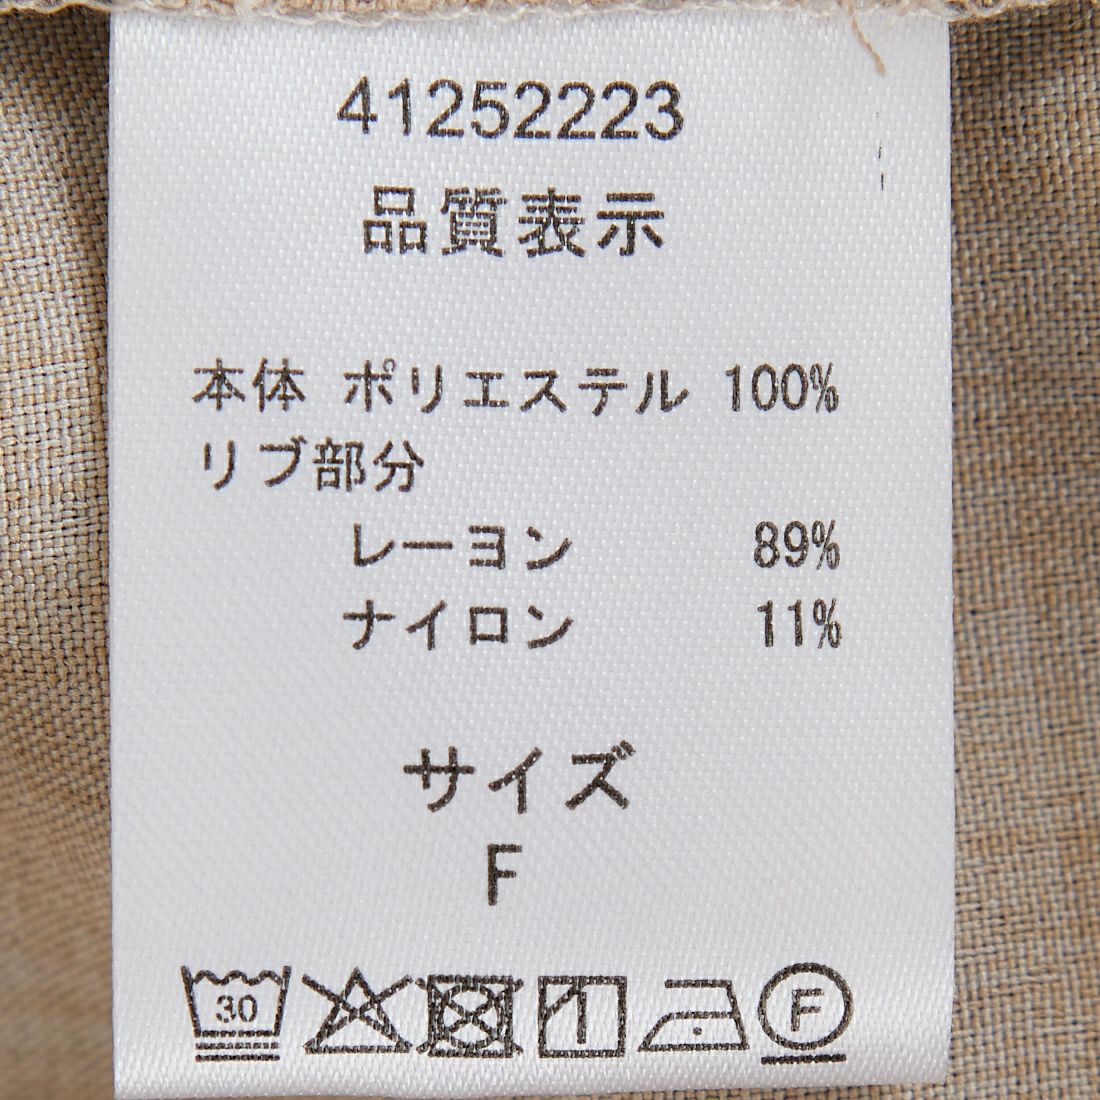 41252223
品質表示
本体 ポリエステル 100%
リブ部分
レーヨン 89%
ナイロン 11%
サイズ
F
30 F